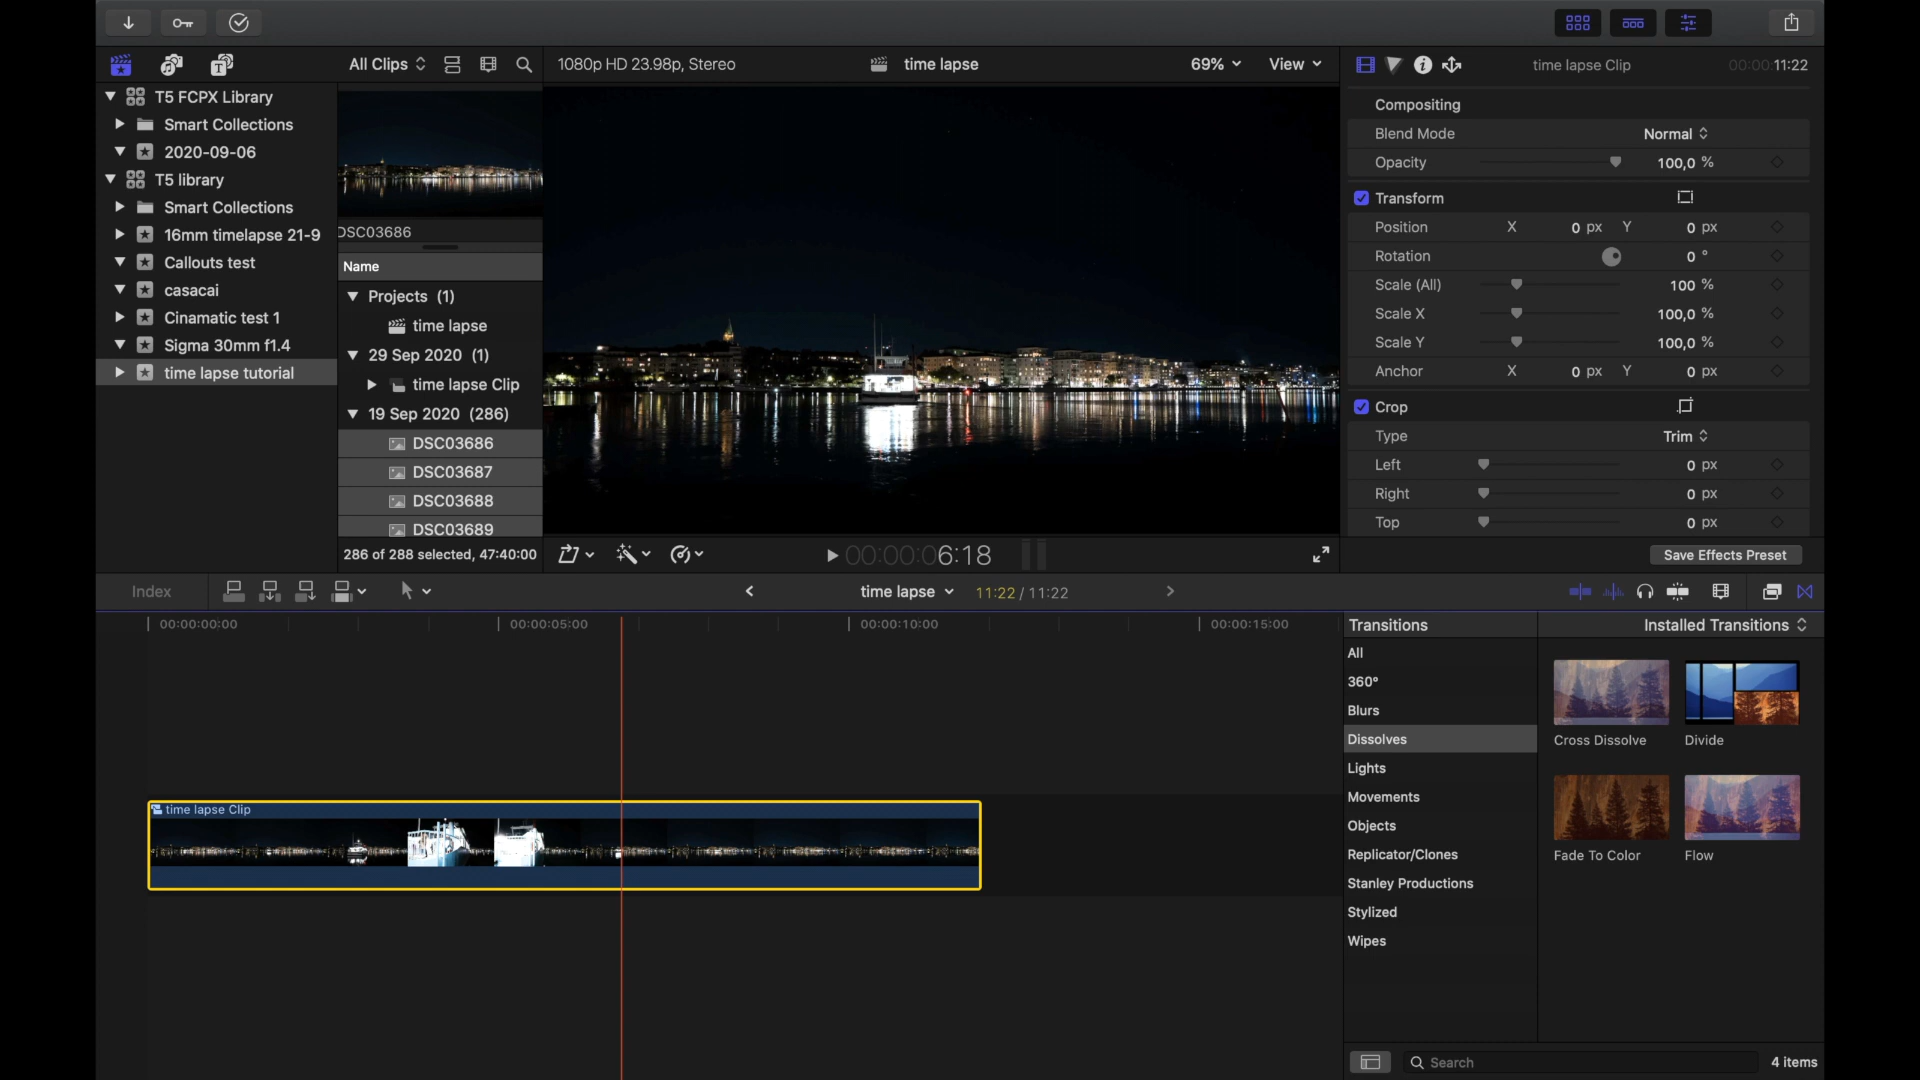 All Clips
1080p HD 23.98p, Stereo
time lapse
69%
View
time lapse Clip
00:00:11:22
T5 FCPX Library
Smart Collections
2020-09-06
T5 library
Smart Collections
16mm timelapse 21-9
Callouts test
casacai
Cinamatic test 1
Sigma 30mm f1.4
time lapse tutorial
DSC03686
Name
Projects (1)
time lapse
29 Sep 2020 (1)
time lapse Clip
19 Sep 2020 (286)
DSC03686
DSC03687
DSC03688
DSC03689
286 of 288 selected, 47:40:00
00:00:06:18
Compositing
Blend Mode Normal
Opacity 100,0 %
Transform
Position X 0 px Y 0 px
Rotation 0 °
Scale (All) 100 %
Scale X 100,0 %
Scale Y 100,0 %
Anchor X 0 px Y 0 px
Crop
Type Trim
Left 0 px
Right 0 px
Top 0 px
Save Effects Preset
Index
time lapse
11:22 / 11:22
00:00:00:00
00:00:05:00
00:00:10:00
00:00:15:00
time lapse Clip
Transitions
Installed Transitions
All
360°
Blurs
Dissolves
Lights
Movements
Objects
Replicator/Clones
Stanley Productions
Stylized
Wipes
Cross Dissolve
Divide
Fade To Color
Flow
Search
4 items